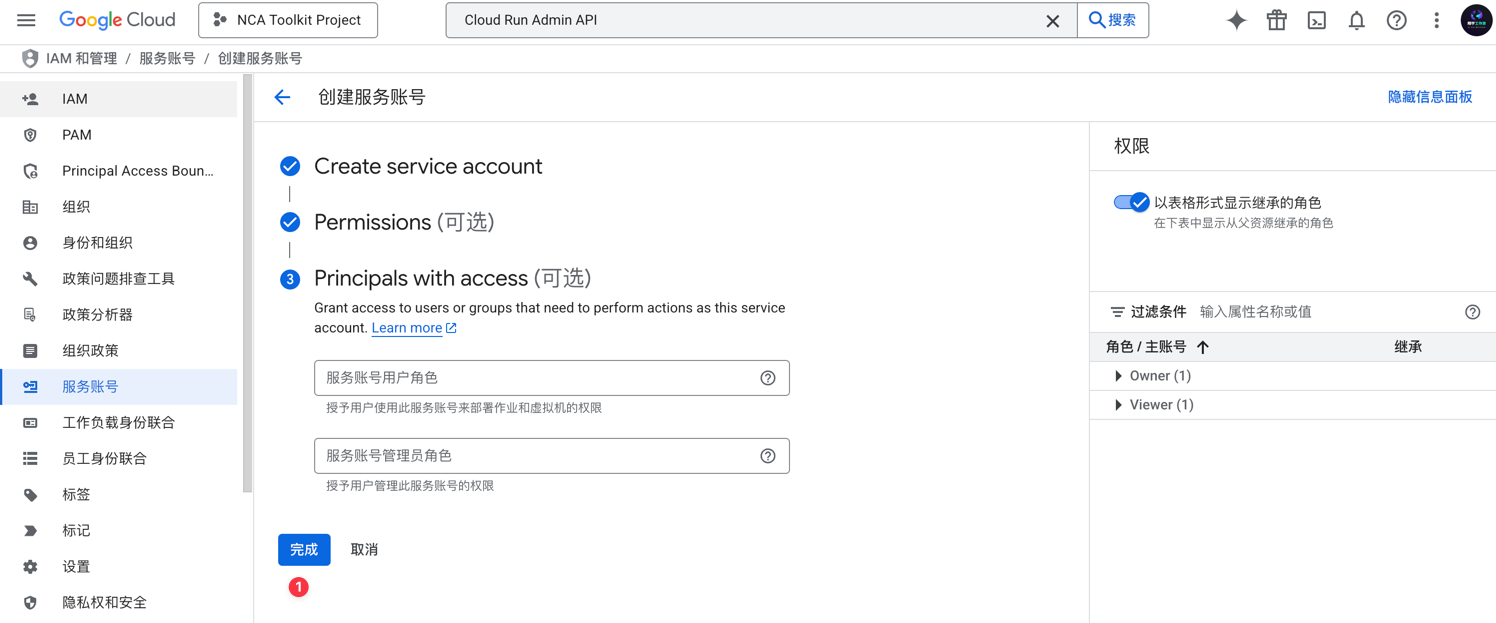 Google Cloud
NCA Toolkit Project
Cloud Run Admin API
搜索
IAM 和管理 / 服务账号 / 创建服务账号
IAM
PAM
Principal Access Boun...
组织
身份和组织
政策问题排查工具
政策分析器
组织政策
服务账号
工作负载身份联合
员工身份联合
标签
标记
设置
隐私权和安全
创建服务账号
隐藏信息面板
Create service account
Permissions (可选)
3 Principals with access (可选)
Grant access to users or groups that need to perform actions as this service
account. Learn more
服务账号用户角色
授予用户使用此服务账号来部署作业和虚拟机的权限
服务账号管理员角色
授予用户管理此服务账号的权限
完成 取消
1
权限
以表格形式显示继承的角色
在下表中显示从父资源继承的角色
过滤条件 输入属性名称或值
角色 / 主账号 继承
Owner (1)
Viewer (1)